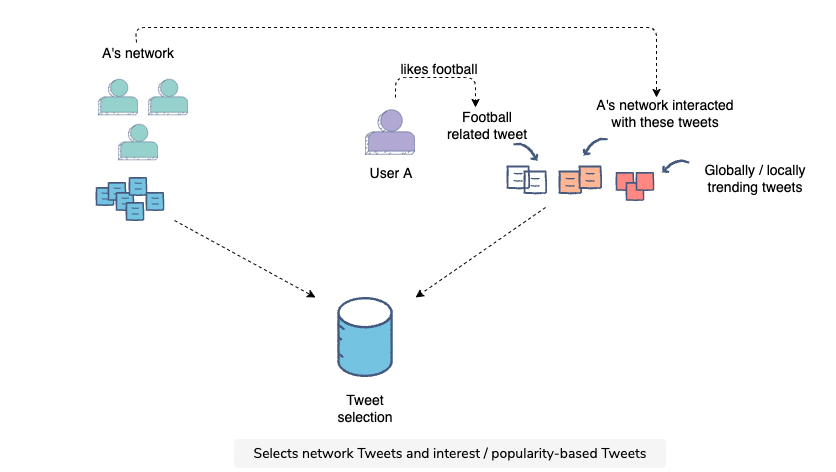 A's network
likes football
Football
related tweet
A's network interacted
with these tweets
User A
Globally / locally
trending tweets
Tweet
selection
Selects network Tweets and interest / popularity-based Tweets